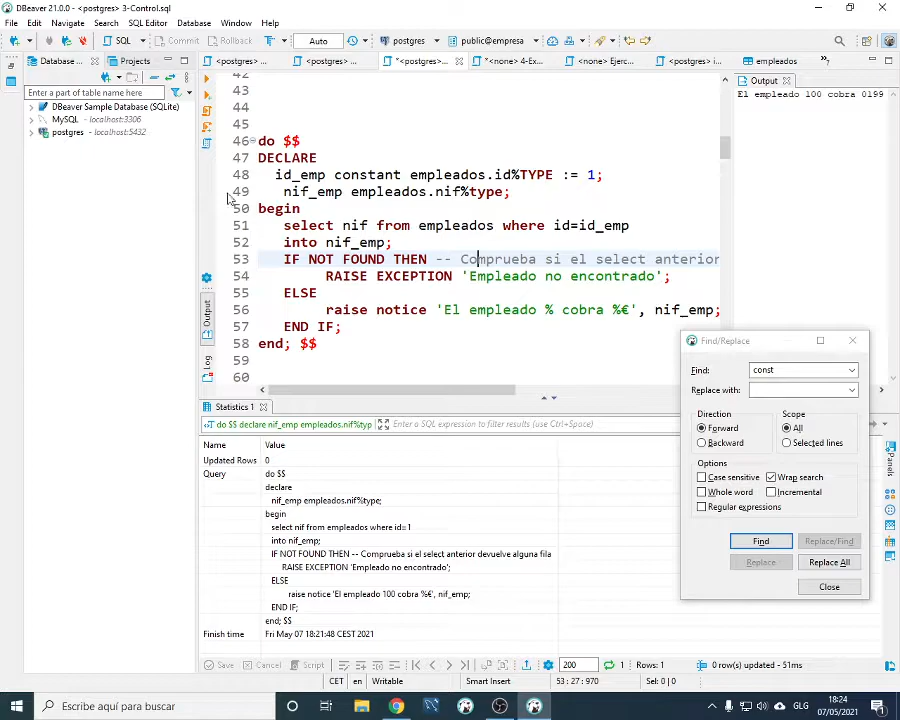 DBeaver 21.0.0 - <postgres> 3-Control.sql
File Edit Navigate Search SQL Editor Database Window Help
SQL Commit Rollback T Auto postgres public@empresa
Database ... Projects *<postgres>... <postgres> ... *<postgres... *<none> 4-Ex... <none> Ejerc... <postgres> i... empleados
Enter a part of table name here
DBeaver Sample Database (SQLite)
MySQL - localhost:3306
postgres - localhost:5432
Output
El empleado 100 cobra 0199
42
43
44
45
46 do $$
47 DECLARE
48 id_emp constant empleados.id%TYPE := 1;
49 nif_emp empleados.nif%type;
50 begin
51 select nif from empleados where id=id_emp
52 into nif_emp;
53 IF NOT FOUND THEN -- Comprueba si el select anterior
54 RAISE EXCEPTION 'Empleado no encontrado';
55 ELSE
56 raise notice 'El empleado % cobra %€', nif_emp;
57 END IF;
58 end; $$
59
60
Output
Log
Find/Replace
Find: const
Replace with:
Direction
Forward
Backward
Scope
All
Selected lines
Options
Case sensitive Wrap search
Whole word Incremental
Regular expressions
Find Replace/Find
Replace Replace All
Close
Panels
Statistics 1
do $$ declare nif_emp empleados.nif%typ Enter a SQL expression to filter results (use Ctrl+Space)
Name Value
Updated Rows 0
Query do $$
declare
nif_emp empleados.nif%type;
begin
select nif from empleados where id=1
into nif_emp;
IF NOT FOUND THEN -- Comprueba si el select anterior devuelve alguna fila
RAISE EXCEPTION 'Empleado no encontrado';
ELSE
raise notice 'El empleado 100 cobra %€', nif_emp;
END IF;
end; $$
Finish time Fri May 07 18:21:48 CEST 2021
Save Cancel Script 200 1 Rows: 1 0 row(s) updated - 51ms
CET en Writable Smart Insert 53 : 27 : 970 Sel: 0 | 0
Escribe aquí para buscar
GLG
18:24
07/05/2021